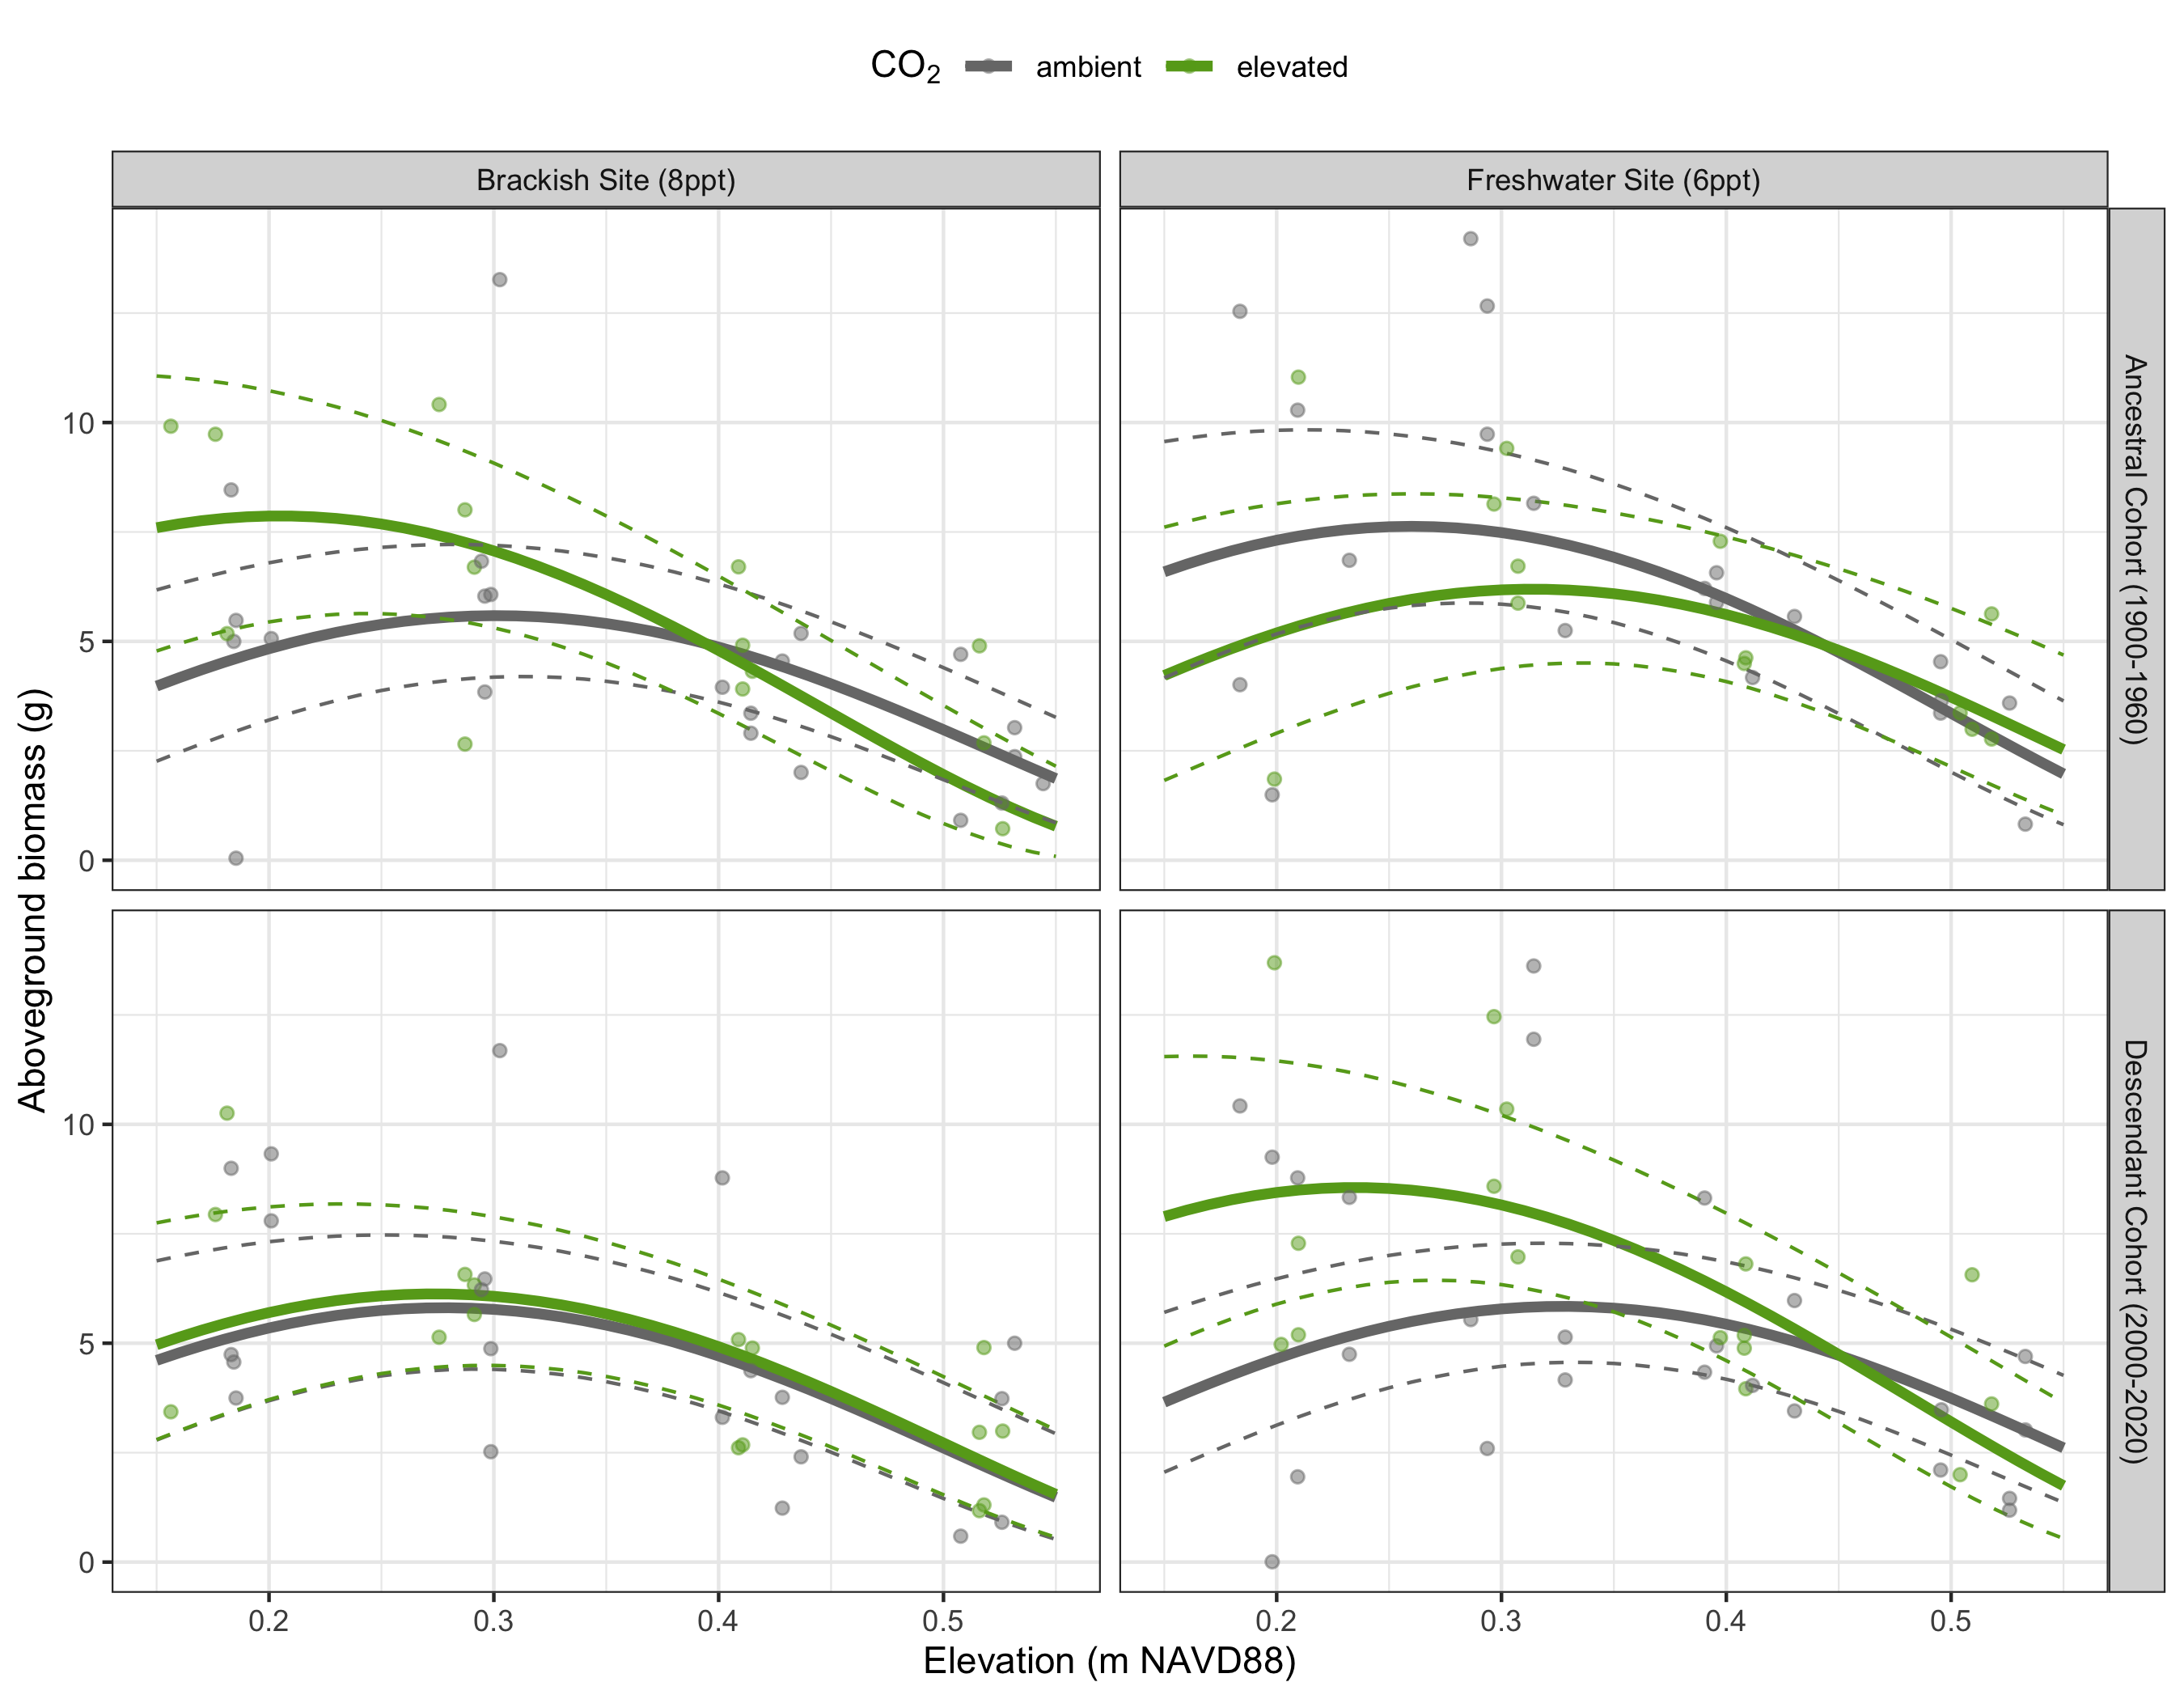 CO₂ ambient elevated
Brackish Site (8ppt)
Freshwater Site (6ppt)
Ancestral Cohort (1900-1960)
Descendant Cohort (2000-2020)
Aboveground biomass (g)
10
5
0
10
5
0
0.2 0.3 0.4 0.5
0.2 0.3 0.4 0.5
Elevation (m NAVD88)